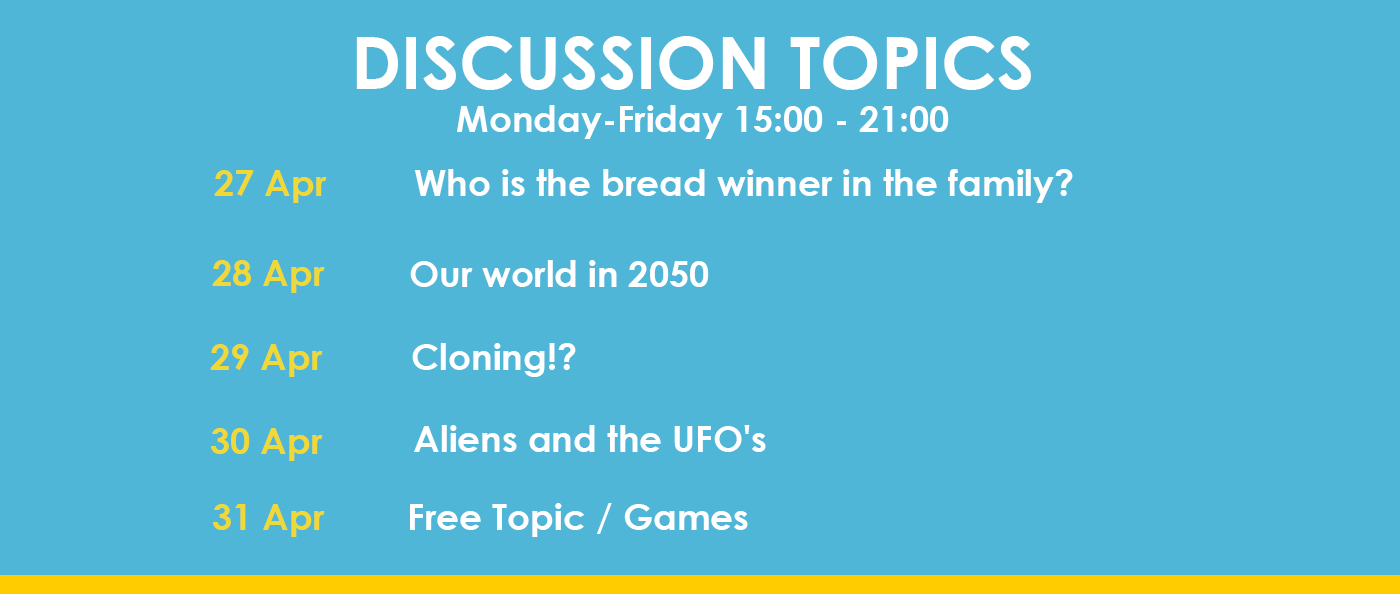 DISCUSSION TOPICS
Monday-Friday 15:00 - 21:00
27 Apr Who is the bread winner in the family?
28 Apr Our world in 2050
29 Apr Cloning!?
30 Apr Aliens and the UFO's
31 Apr Free Topic / Games